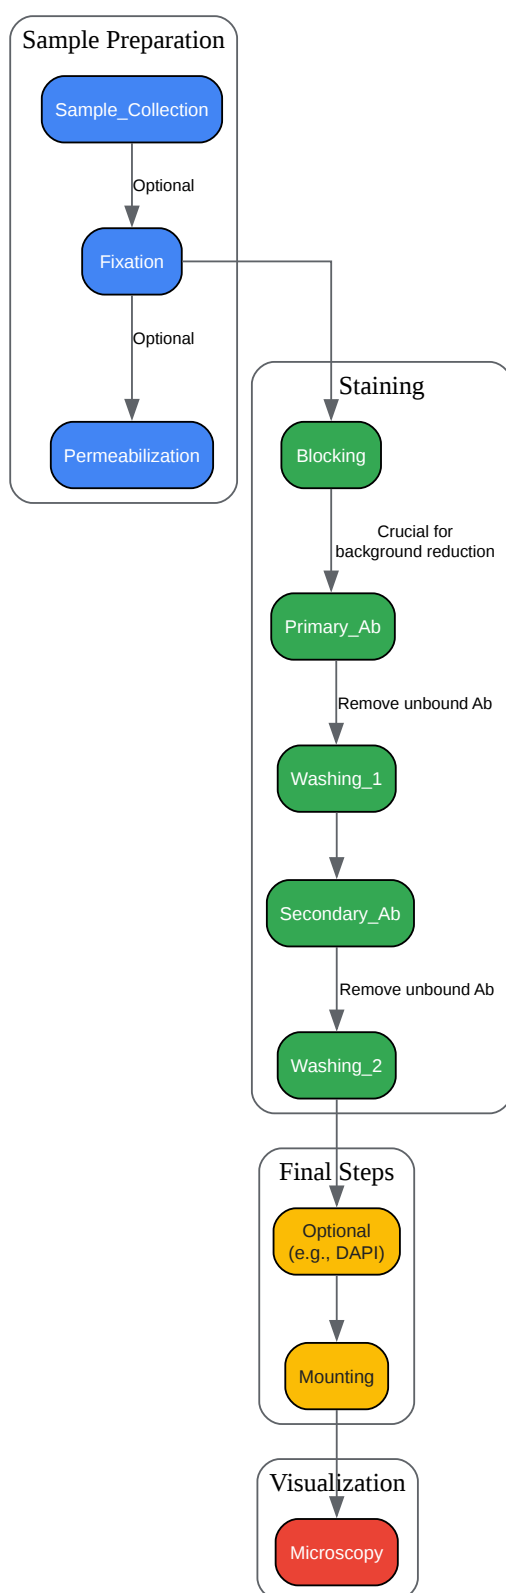 Sample Preparation
Sample_Collection
Optional
Fixation
Optional
Permeabilization
Staining
Blocking
Crucial for
background reduction
Primary_Ab
Remove unbound Ab
Washing_1
Secondary_Ab
Remove unbound Ab
Washing_2
Final Steps
Optional
(e.g., DAPI)
Mounting
Visualization
Microscopy